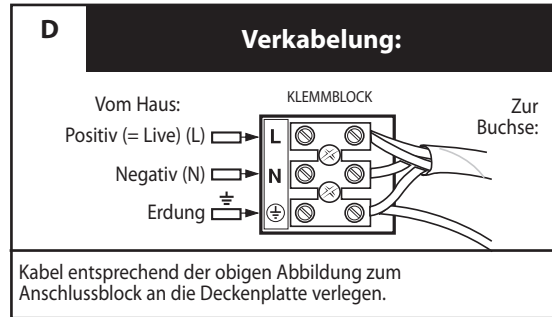 D
Verkabelung:
Vom Haus:
KLEMMBLOCK
Zur
Buchse:
Positiv (= Live) (L)
L
Negativ (N)
N
Erdung
Kabel entsprechend der obigen Abbildung zum
Anschlussblock an die Deckenplatte verlegen.